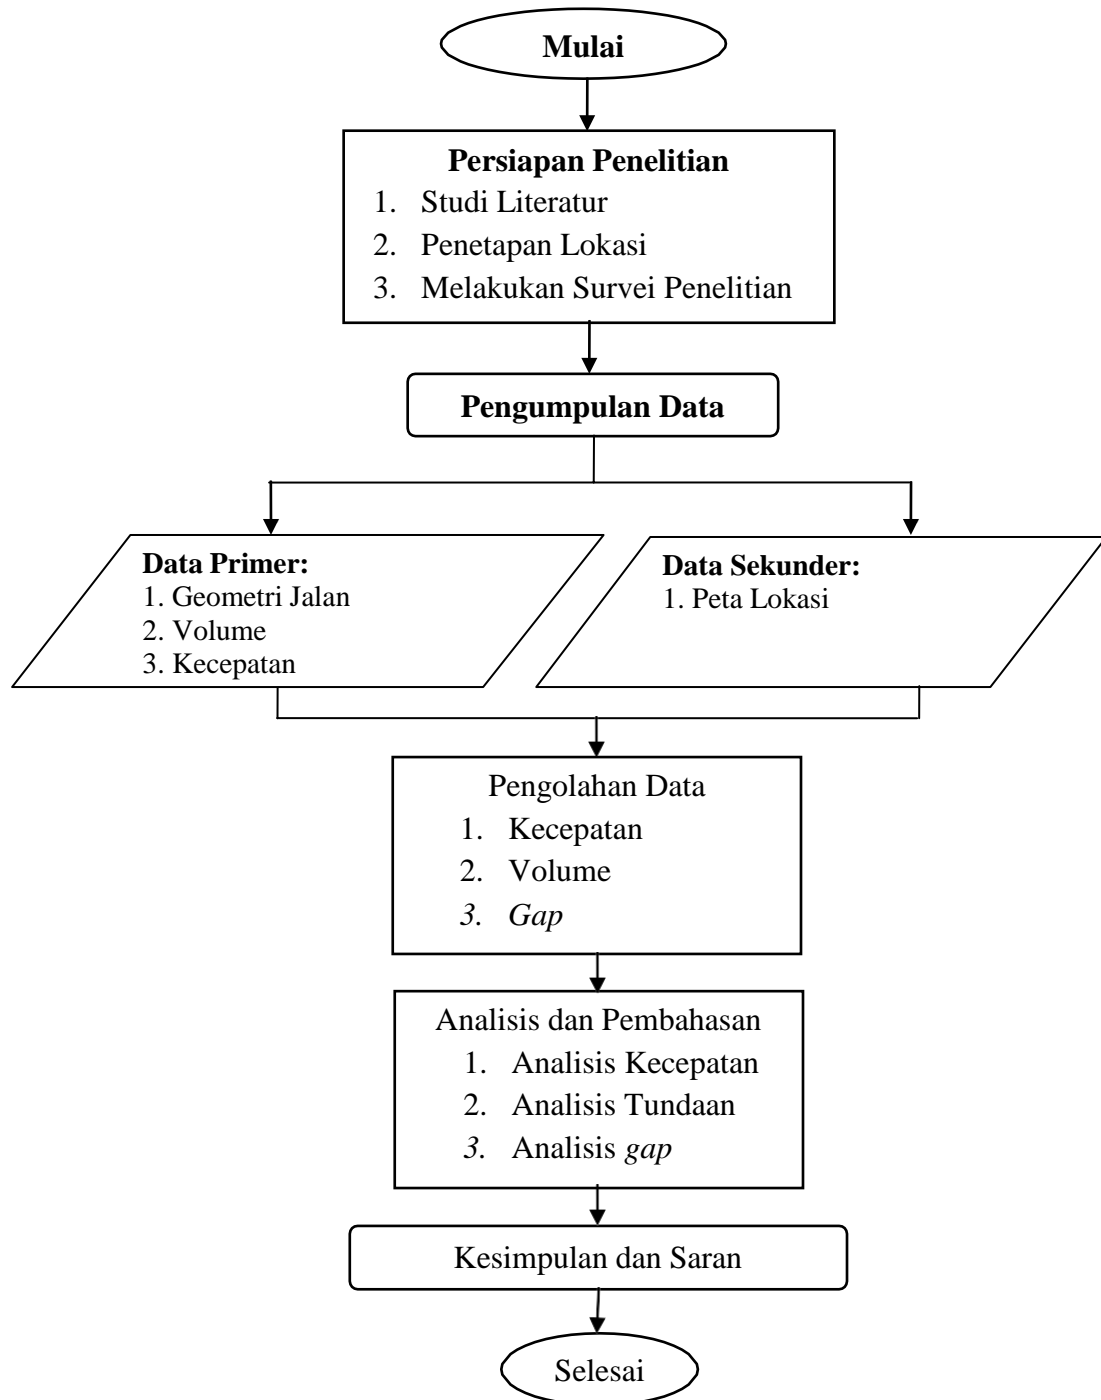 Mulai
Persiapan Penelitian
1. Studi Literatur
2. Penetapan Lokasi
3. Melakukan Survei Penelitian
Pengumpulan Data
Data Primer:
1. Geometri Jalan
2. Volume
3. Kecepatan
Data Sekunder:
1. Peta Lokasi
Pengolahan Data
1. Kecepatan
2. Volume
3. Gap
Analisis dan Pembahasan
1. Analisis Kecepatan
2. Analisis Tundaan
3. Analisis gap
Kesimpulan dan Saran
Selesai